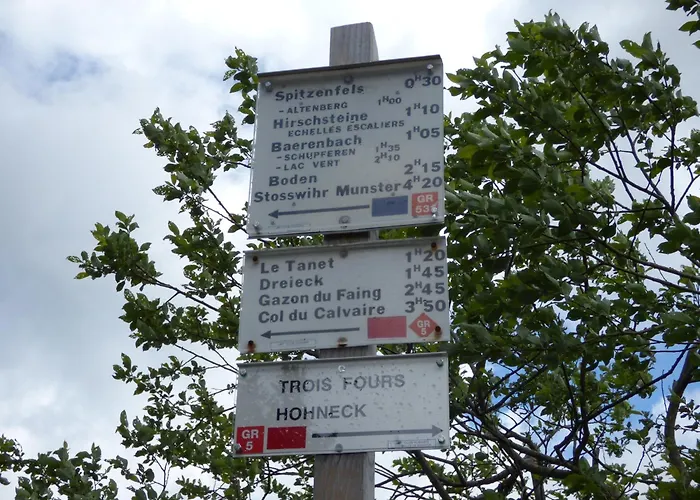 Spitzenfels 0H30
- ALTENBERG 1H00
Hirschsteine 1H10
ECHELLES ESCALIERS
Baerenbach 1H05
- SCHUPFEREN 1H35
- LAC VERT 2H10
Boden 2H15
Stosswihr Munster 4H20
GR
Le Tanet 1H20
Dreieck 1H45
Gazon du Faing 2H45
Col du Calvaire 3H50
GR
5
TROIS FOURS
HOHNECK
GR
5